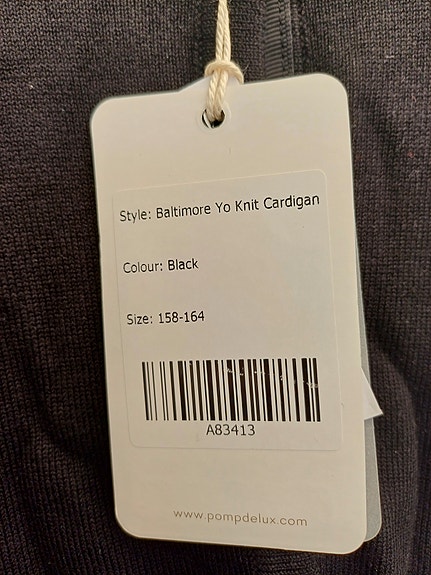 Style: Baltimore Yo Knit Cardigan
Colour: Black
Size: 158-164
A83413
www.pompdelux.com